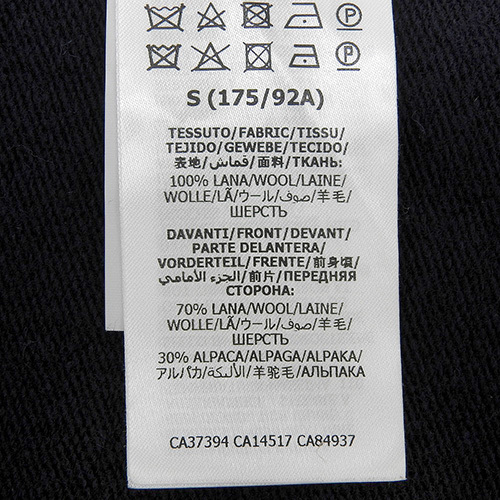 P
P
S (175/92A)
TESSUTO/FABRIC/TISSU/
TEJIDO/GEWEBE/TECIDO/
表地/قماش/面料/ТКАНЬ:
100% LANA/WOOL/LAINE/
WOLLE/LÃ/ウール/صوف/羊毛/
ШЕРСТЬ
DAVANTI/FRONT/DEVANT/
PARTE DELANTERA/
VORDERTEIL/FRENTE/前身頃/
الجزء الأمامي/前片/ПЕРЕДНЯЯ
СТОРОНА:
70% LANA/WOOL/LAINE/
WOLLE/LÃ/ウール/صوف/羊毛/
ШЕРСТЬ
30% ALPACA/ALPAGA/ALPAKA/
アルパカ/الألبكة/羊驼毛/АЛЬПАКА
CA37394 CA14517 CA84937